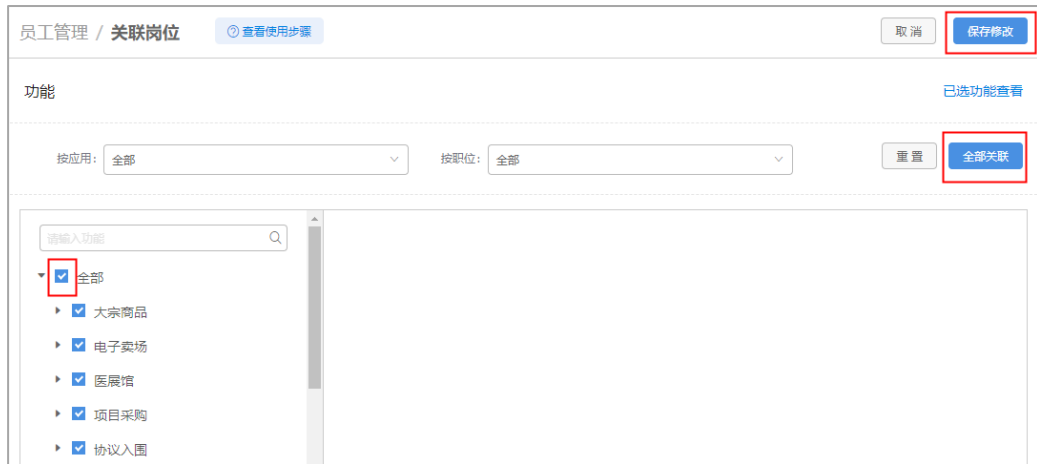 员工管理 / 关联岗位 查看使用步骤 取消 保存修改
功能 已选功能查看
按应用: 全部 按职位: 全部 重置 全部关联
请输入功能
全部
大宗商品
电子卖场
医展馆
项目采购
协议入围